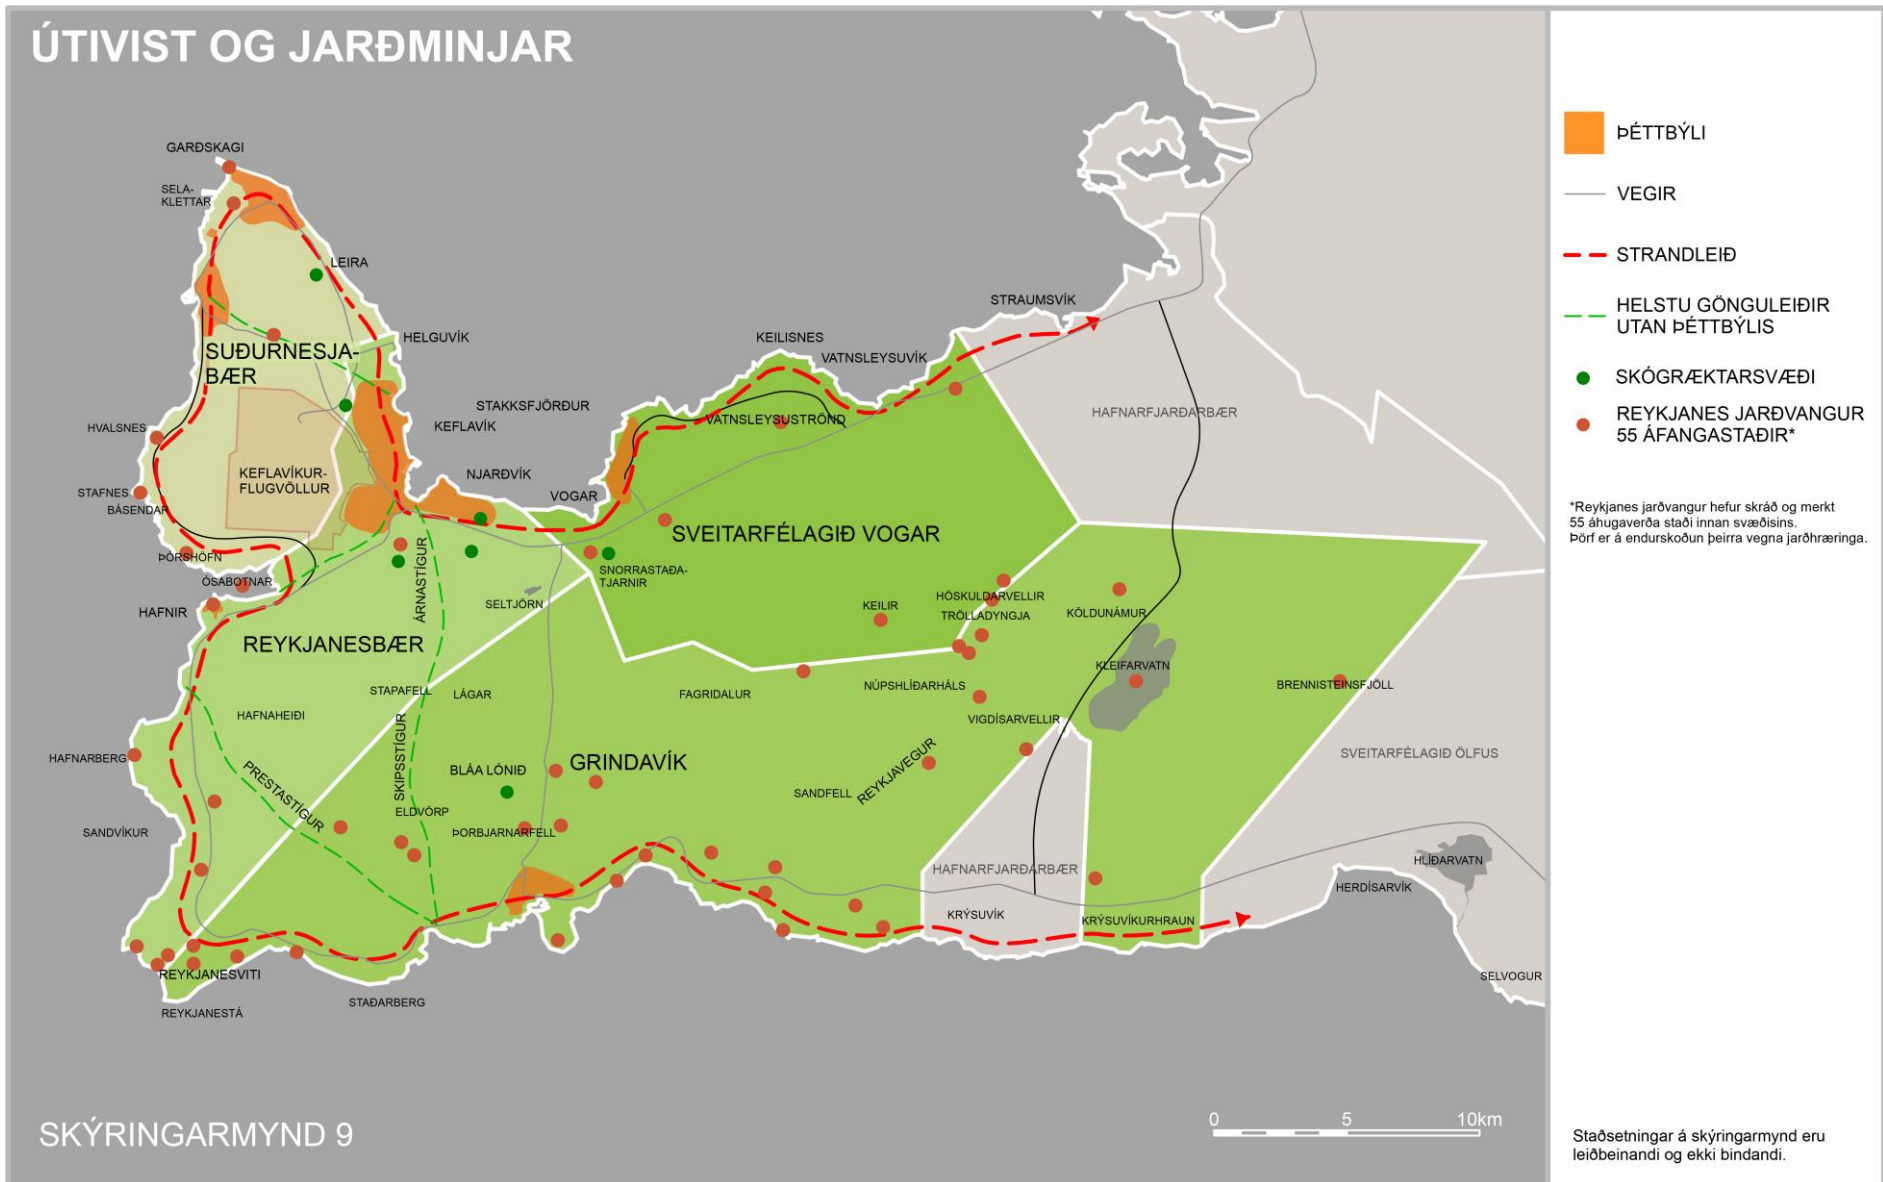 ÚTIVIST OG JARÐMINJAR
GARÐSKAGI
SELA-
KLETTAR
LEIRA
HELGUVÍK
SUÐURNESJA-
BÆR
STRAUMSVÍK
KEILISNES
VATNSLEYSUVÍK
STAKKSFJÖRÐUR
KEFLAVÍK
VATNSLEYSUSTRÖND
HAFNARFJARÐARBÆR
HVALSNES
KEFLAVÍKUR-
FLUGVÖLLUR
NJARÐVÍK
VOGAR
STAFNES
BÁSENDAR
SVEITARFÉLAGIÐ VOGAR
ÞÓRSHÖFN
ÓSABOTNAR
SNORRASTAÐA-
TJARNIR
ÁRNASTÍGUR
SELTJÖRN
HAFNIR
KEILIR
HÖSKULDARVELLIR
TRÖLLADYNGJA
KÖLDUNÁMUR
REYKJANESBÆR
KLEIFARVATN
STAPAFELL
LÁGAR
FAGRIDALUR
NÚPSHLÍÐARHÁLS
BRENNISTEINSFJÖLL
HAFNAHEIÐI
VIGDÍSARVELLIR
HAFNARBERG
SKIPSSTÍGUR
BLÁA LÓNIÐ
GRINDAVÍK
REYKJAVEGUR
SVEITARFÉLAGIÐ ÖLFUS
PRESTASTÍGUR
SANDFELL
ELDVÖRP
SANDVÍKUR
ÞORBJARNARFELL
HAFNARFJARÐARBÆR
HLÍÐARVATN
HERDÍSARVÍK
KRÝSUVÍK
KRÝSUVÍKURHRAUN
REYKJANESVITI
SELVOGUR
STAÐARBERG
REYKJANESTÁ
SKÝRINGARMYND 9
0 5 10km
ÞÉTTBÝLI
VEGIR
STRANDLEIÐ
HELSTU GÖNGULEIÐIR
UTAN ÞÉTTBÝLIS
SKÓGRÆKTARSVÆÐI
REYKJANES JARÐVANGUR
55 ÁFANGASTAÐIR*
*Reykjanes jarðvangur hefur skráð og merkt
55 áhugaverða staði innan svæðisins.
Þörf er á endurskoðun þeirra vegna jarðhræringa.
Staðsetningar á skýringarmynd eru
leiðbeinandi og ekki bindandi.